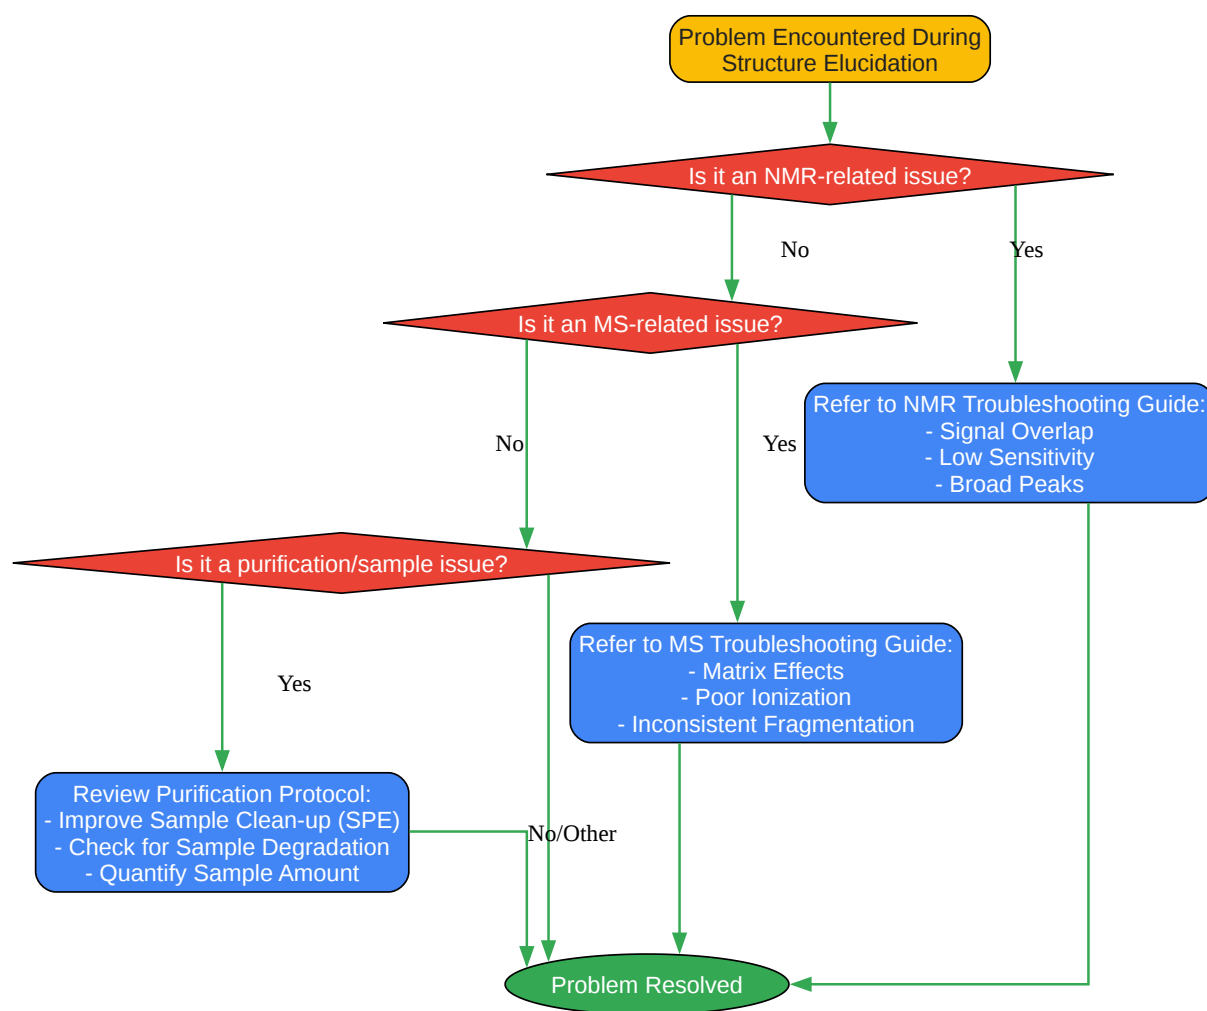 Problem Encountered During
Structure Elucidation
Is it an NMR-related issue?
No
Yes
Is it an MS-related issue?
Refer to NMR Troubleshooting Guide:
- Signal Overlap
- Low Sensitivity
- Broad Peaks
No
Yes
Is it a purification/sample issue?
Refer to MS Troubleshooting Guide:
- Matrix Effects
- Poor Ionization
- Inconsistent Fragmentation
Yes
Review Purification Protocol:
- Improve Sample Clean-up (SPE)
- Check for Sample Degradation
- Quantify Sample Amount
No/Other
Problem Resolved